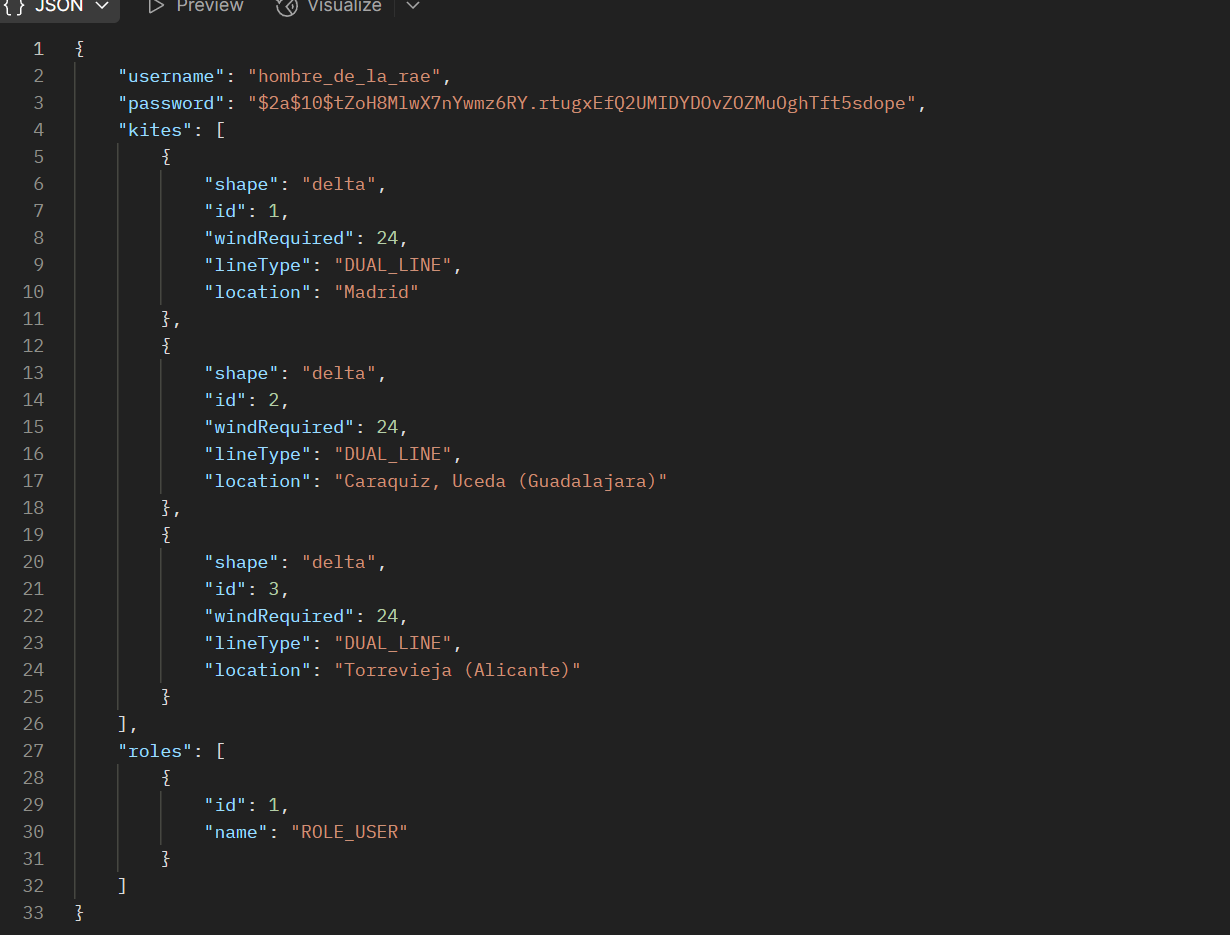 {} JSON Preview Visualize
1 {
2 "username": "hombre_de_la_rae",
3 "password": "$2a$10$tZoH8MlwX7nYwmz6RY.rtugxEfQ2UMIDYDOvZOZMuOghTft5sdope",
4 "kites": [
5 {
6 "shape": "delta",
7 "id": 1,
8 "windRequired": 24,
9 "lineType": "DUAL_LINE",
10 "location": "Madrid"
11 },
12 {
13 "shape": "delta",
14 "id": 2,
15 "windRequired": 24,
16 "lineType": "DUAL_LINE",
17 "location": "Caraquiz, Uceda (Guadalajara)"
18 },
19 {
20 "shape": "delta",
21 "id": 3,
22 "windRequired": 24,
23 "lineType": "DUAL_LINE",
24 "location": "Torrevieja (Alicante)"
25 }
26 ],
27 "roles": [
28 {
29 "id": 1,
30 "name": "ROLE_USER"
31 }
32 ]
33 }